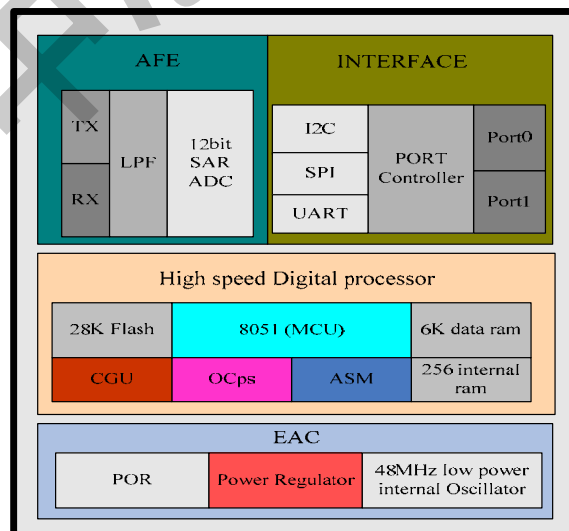 AFE
INTERFACE
TX
RX
LPF
12bit
SAR
ADC
I2C
SPI
UART
PORT
Controller
Port0
Port1
High speed Digital processor
28K Flash
8051 (MCU)
6K data ram
CGU
OCps
ASM
256 internal
ram
EAC
POR
Power Regulator
48MHz low power
internal Oscillator